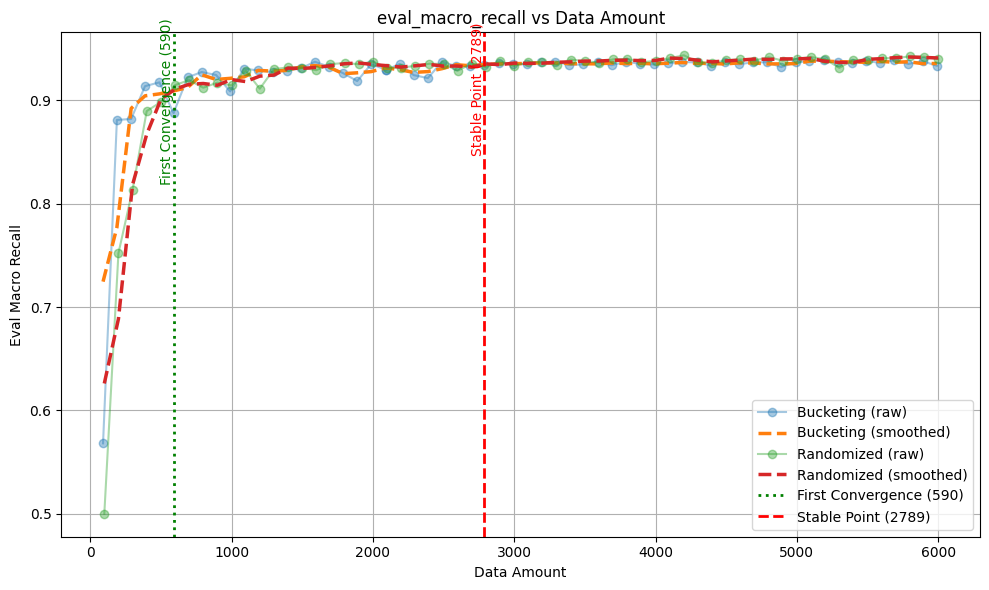 eval_macro_recall vs Data Amount
Eval Macro Recall
0.9
0.8
0.7
0.6
0.5
First Convergence (590)
Stable Point (2789)
Bucketing (raw)
Bucketing (smoothed)
Randomized (raw)
Randomized (smoothed)
First Convergence (590)
Stable Point (2789)
0
1000
2000
3000
4000
5000
6000
Data Amount